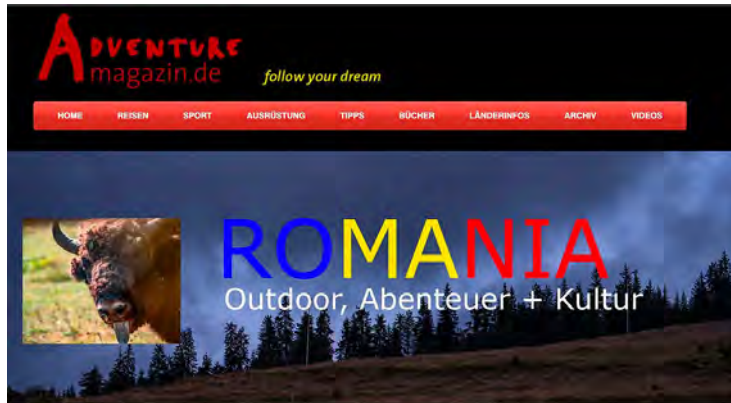 ADVENTURE
magazin.de
follow your dream
HOME REISEN SPORT AUSRÜSTUNG TIPPS BÜCHER LÄNDERINFOS ARCHIV VIDEOS
ROMANIA
Outdoor, Abenteuer + Kultur